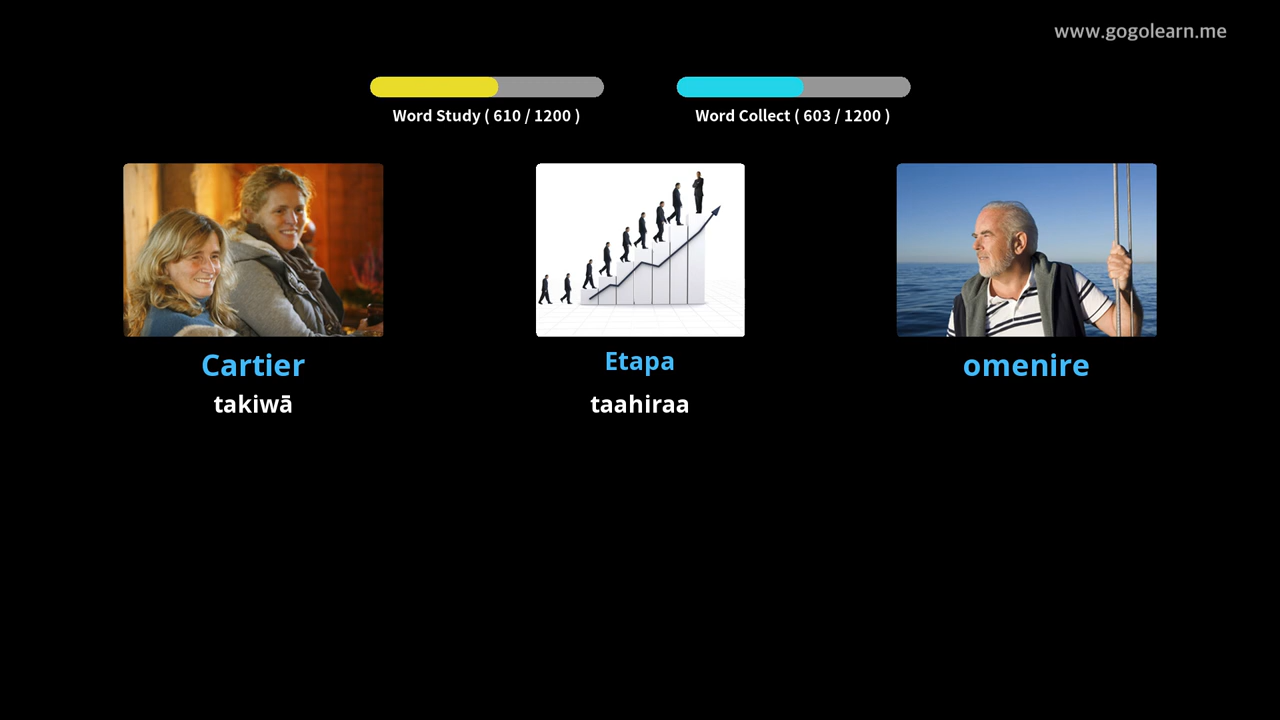 www.gogolearn.me
Word Study ( 610 / 1200 )
Word Collect ( 603 / 1200 )
Cartier
takiwā
Etapa
taahiraa
omenire